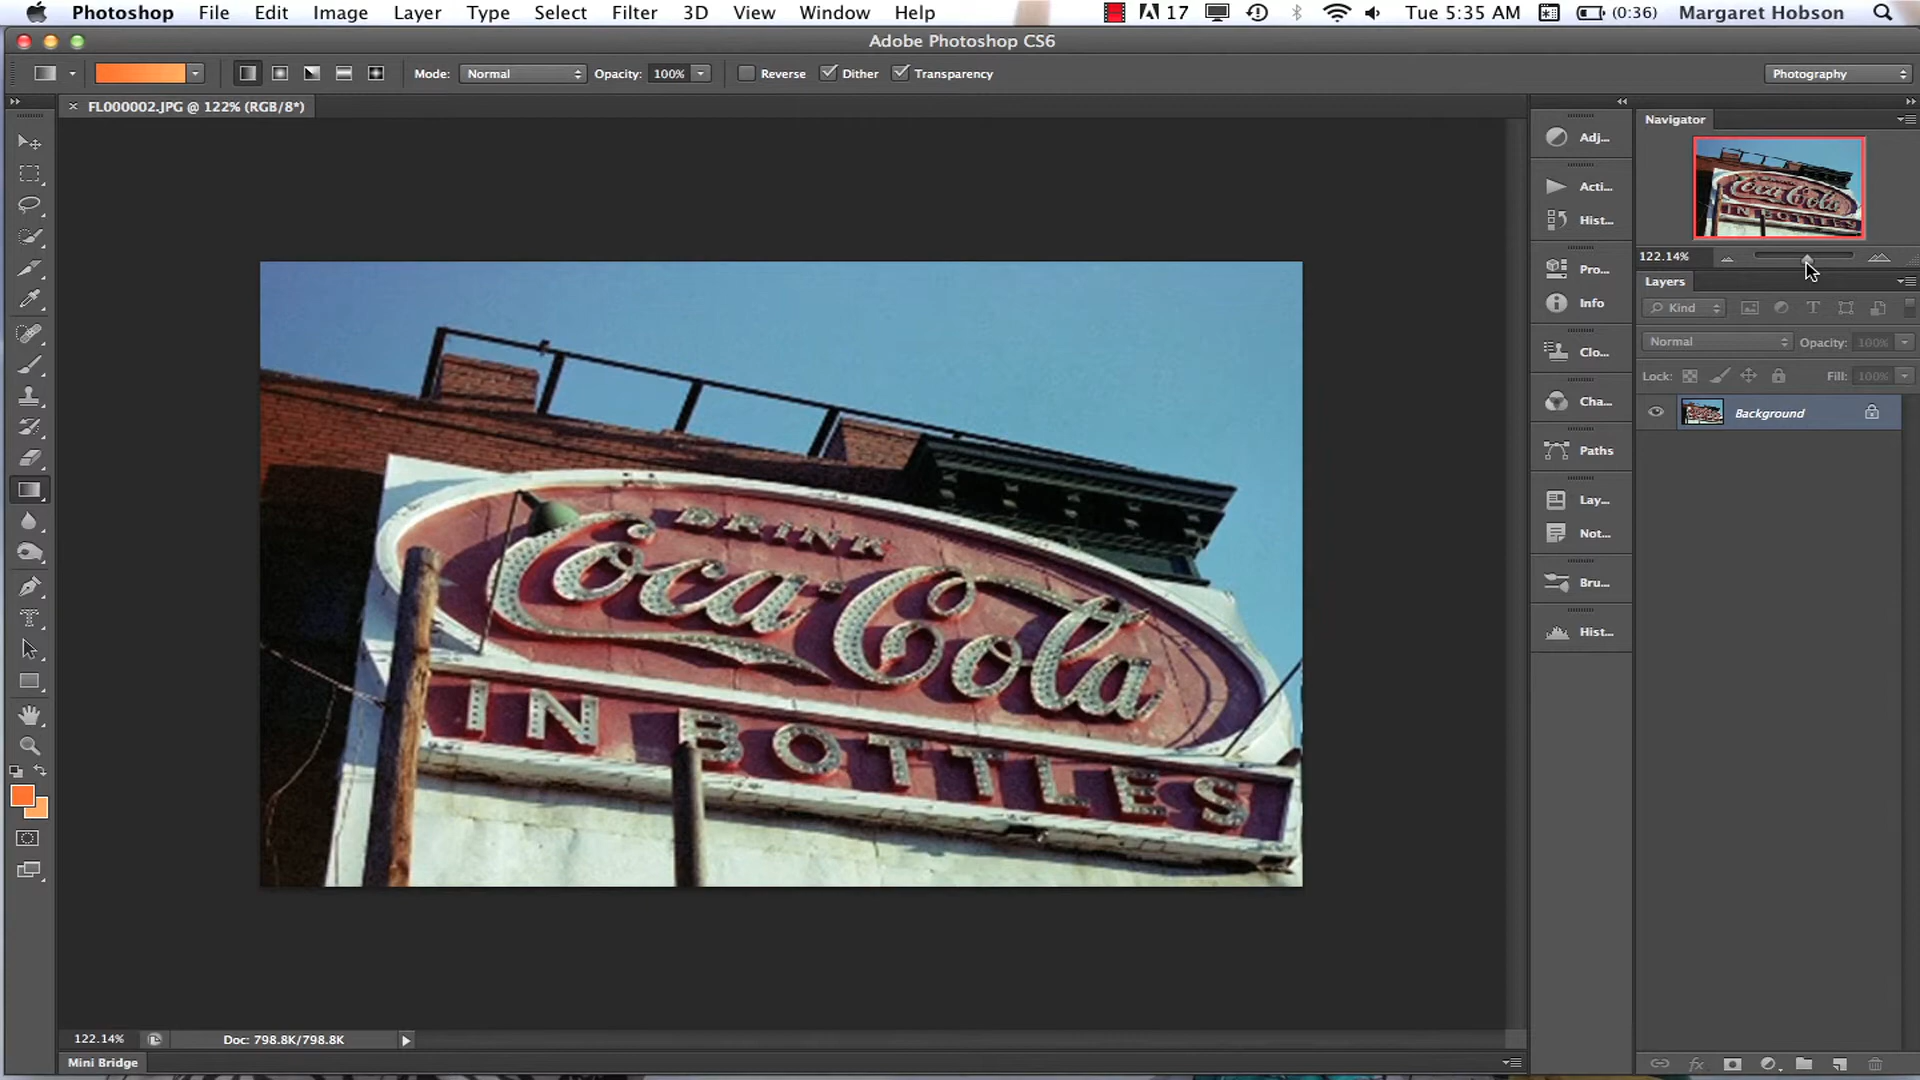 Photoshop File Edit Image Layer Type Select Filter 3D View Window Help 17 Tue 5:35 AM (0:36) Margaret Hobson
Adobe Photoshop CS6
Mode: Normal Opacity: 100% Reverse Dither Transparency Photography
FL000002.JPG @ 122% (RGB/8*)
Navigator
Adj...
Acti...
Hist...
122.14%
Pro...
Layers
Info
Kind
Normal Opacity: 100%
Clo...
Lock: Fill: 100%
Cha...
Background
Paths
Lay...
Not...
Bru...
Hist...
DRINK
Coca-Cola
IN BOTTLES
122.14% Doc: 798.8K/798.8K
Mini Bridge